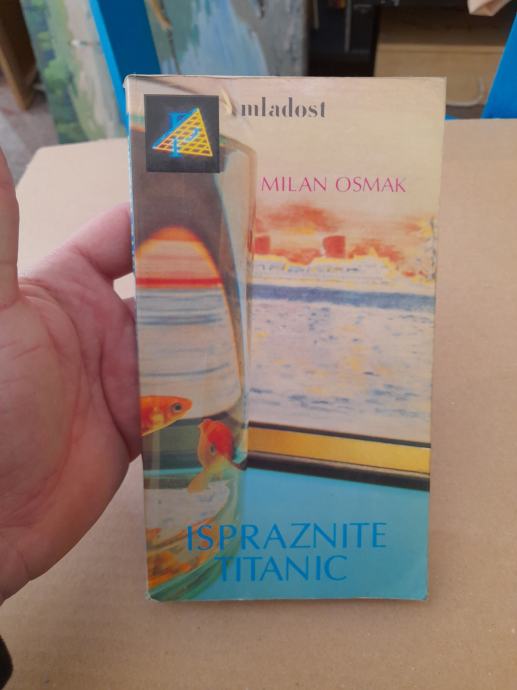 mladost
MILAN OSMAK
ISPRAZNITE
TITANIC